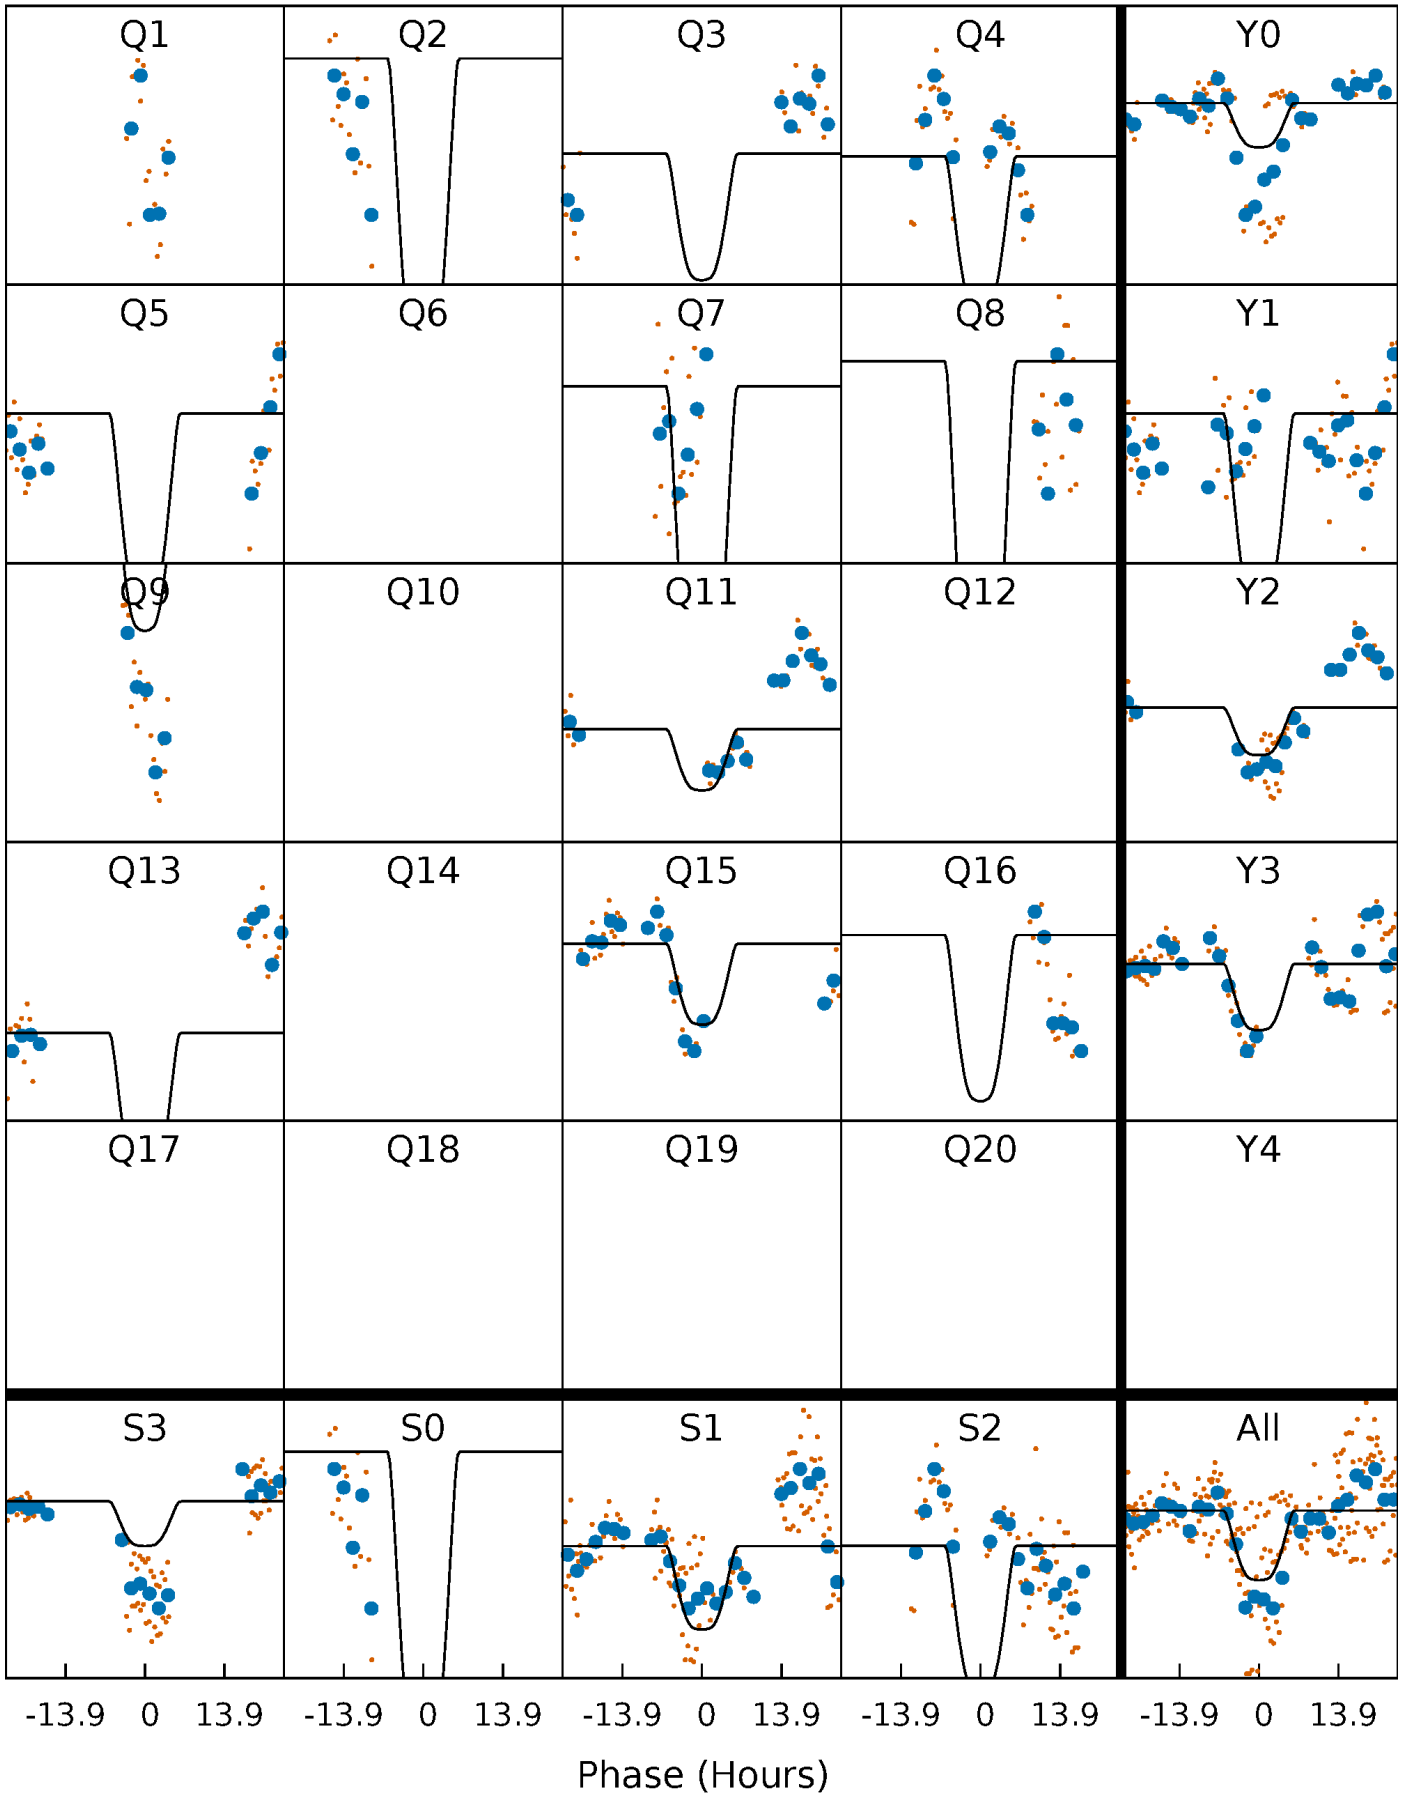 Q1 Q2 Q3 Q4 Y0
Q5 Q6 Q7 Q8 Y1
Q9 Q10 Q11 Q12 Y2
Q13 Q14 Q15 Q16 Y3
Q17 Q18 Q19 Q20 Y4
S3 S0 S1 S2 All
-13.9 0 13.9 -13.9 0 13.9 -13.9 0 13.9 -13.9 0 13.9 -13.9 0 13.9
Phase (Hours)